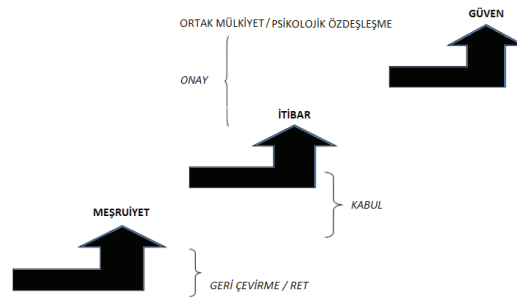 GÜVEN
ORTAK MÜLKİYET/PSİKOLOJİK ÖZDEŞLEŞME
ONAY
İTİBAR
KABUL
MEŞRUİYET
GERİ ÇEVİRME / RET